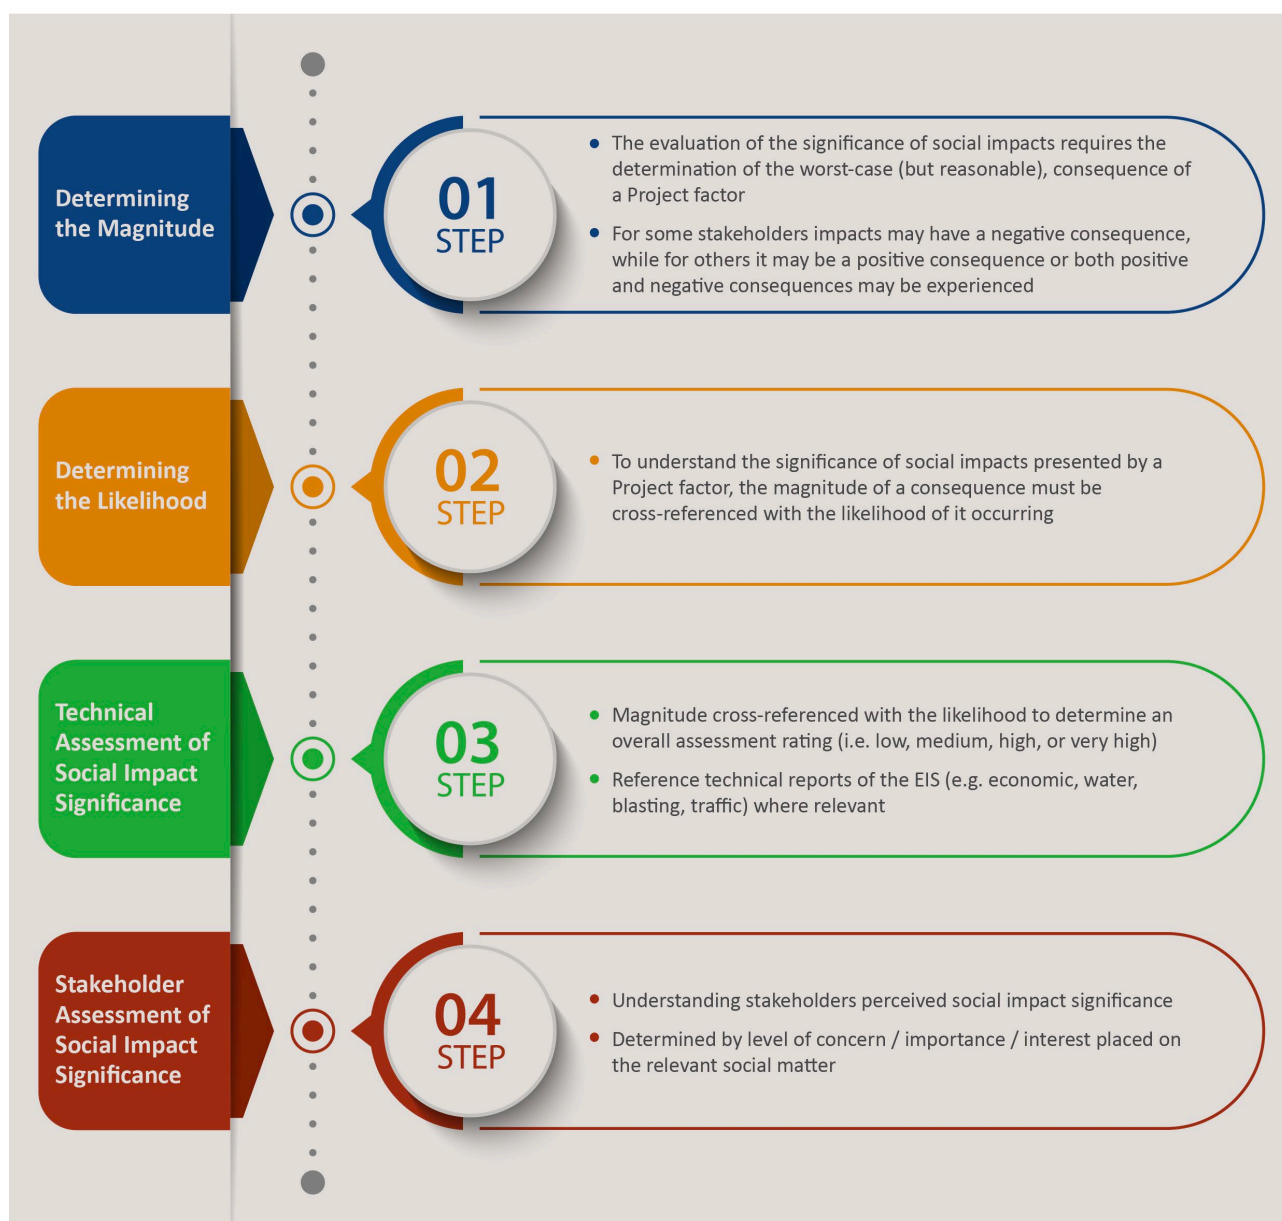 Determining
the Magnitude
01
STEP
• The evaluation of the significance of social impacts requires the
determination of the worst-case (but reasonable), consequence of
a Project factor
• For some stakeholders impacts may have a negative consequence,
while for others it may be a positive consequence or both positive
and negative consequences may be experienced
Determining
the Likelihood
02
STEP
• To understand the significance of social impacts presented by a
Project factor, the magnitude of a consequence must be
cross-referenced with the likelihood of it occurring
Technical
Assessment of
Social Impact
Significance
03
STEP
• Magnitude cross-referenced with the likelihood to determine an
overall assessment rating (i.e. low, medium, high, or very high)
• Reference technical reports of the EIS (e.g. economic, water,
blasting, traffic) where relevant
Stakeholder
Assessment of
Social Impact
Significance
04
STEP
• Understanding stakeholders perceived social impact significance
• Determined by level of concern / importance / interest placed on
the relevant social matter